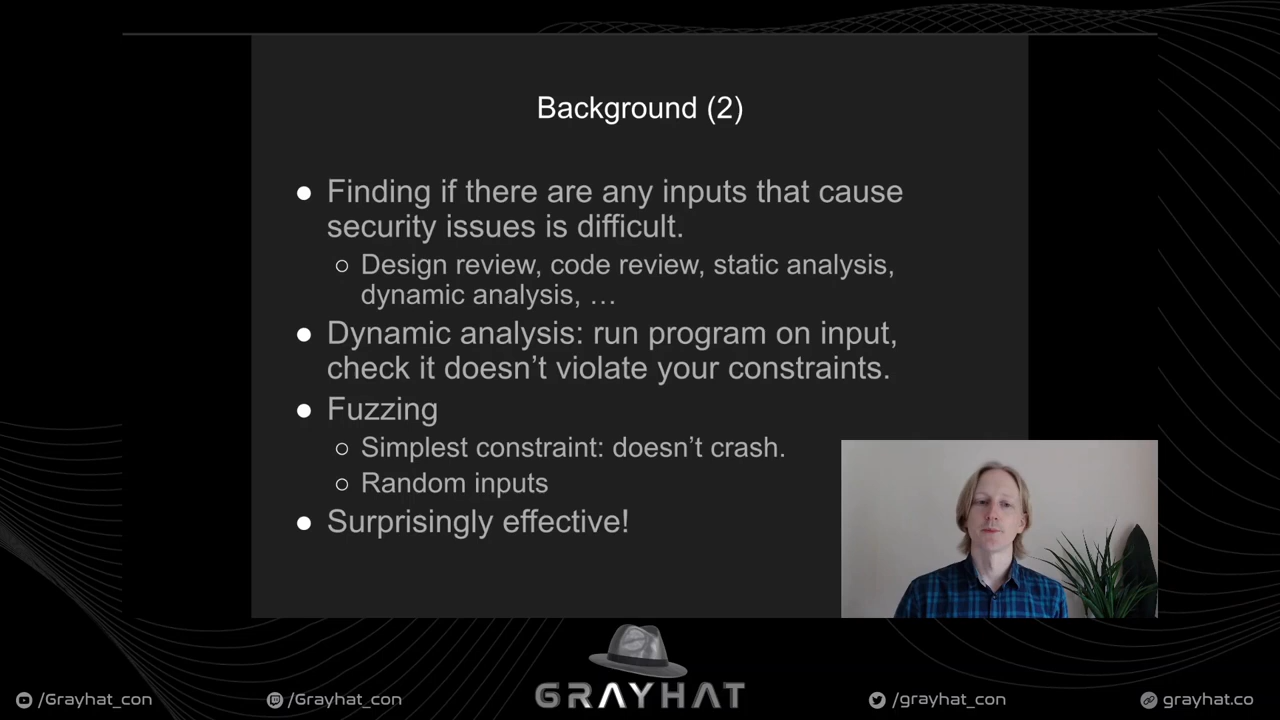 Background (2)
● Finding if there are any inputs that cause
security issues is difficult.
○ Design review, code review, static analysis,
dynamic analysis, …
● Dynamic analysis: run program on input,
check it doesn’t violate your constraints.
● Fuzzing
○ Simplest constraint: doesn’t crash.
○ Random inputs
● Surprisingly effective!
GRAYHAT
/Grayhat_con
/Grayhat_con
/grayhat_con
grayhat.co